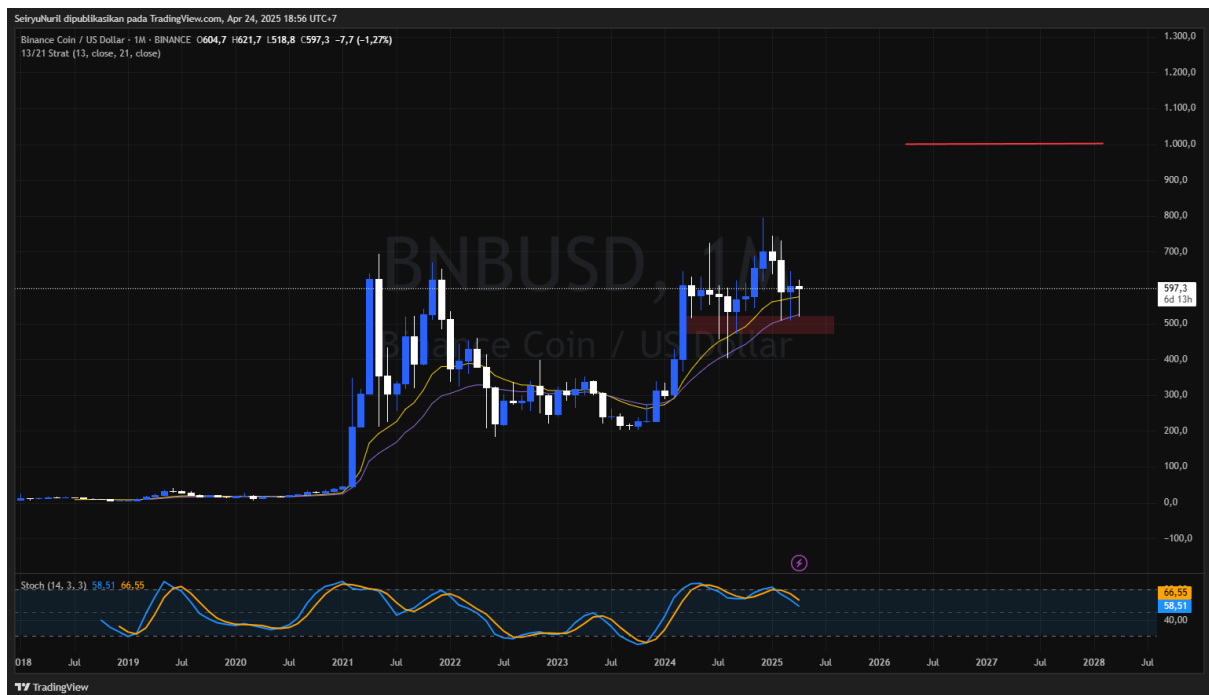 SeiryuNuril dipublikasikan pada TradingView.com, Apr 24, 2025 18:56 UTC+7
Binance Coin / US Dollar · 1M · BINANCE O604,7 H621,7 L518,8 C597,3 −7,7 (−1,27%)
13/21 Strat (13, close, 21, close)
1.300,0
1.200,0
1.100,0
1.000,0
900,0
800,0
700,0
BNBUSD, 1M
597,3
6d 13h
500,0
Binance Coin / US Dollar
400,0
300,0
200,0
100,0
0,0
−100,0
Stoch (14, 3, 3) 58,51 66,55
66,55
58,51
40,00
018 Jul 2019 Jul 2020 Jul 2021 Jul 2022 Jul 2023 Jul 2024 Jul 2025 Jul 2026 Jul 2027 Jul 2028 Jul
TradingView